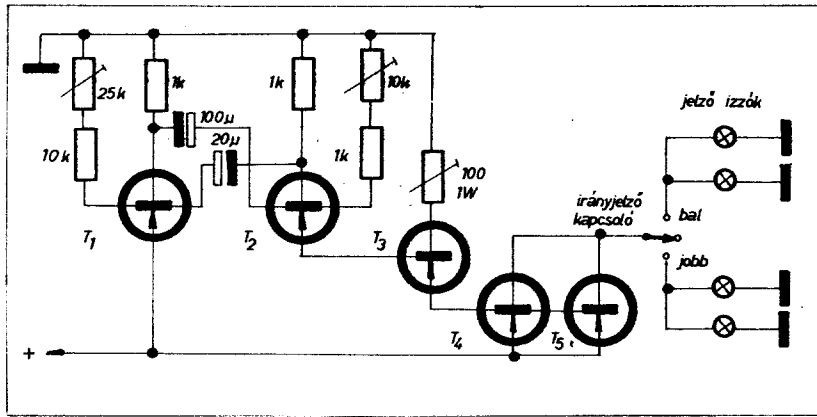 25k
1k
100µ
20µ
10k
1k
10k
1k
100
1W
jelző izzók
irányjelző
kapcsoló
bal
jobb
T1
T2
T3
T4
T5
+